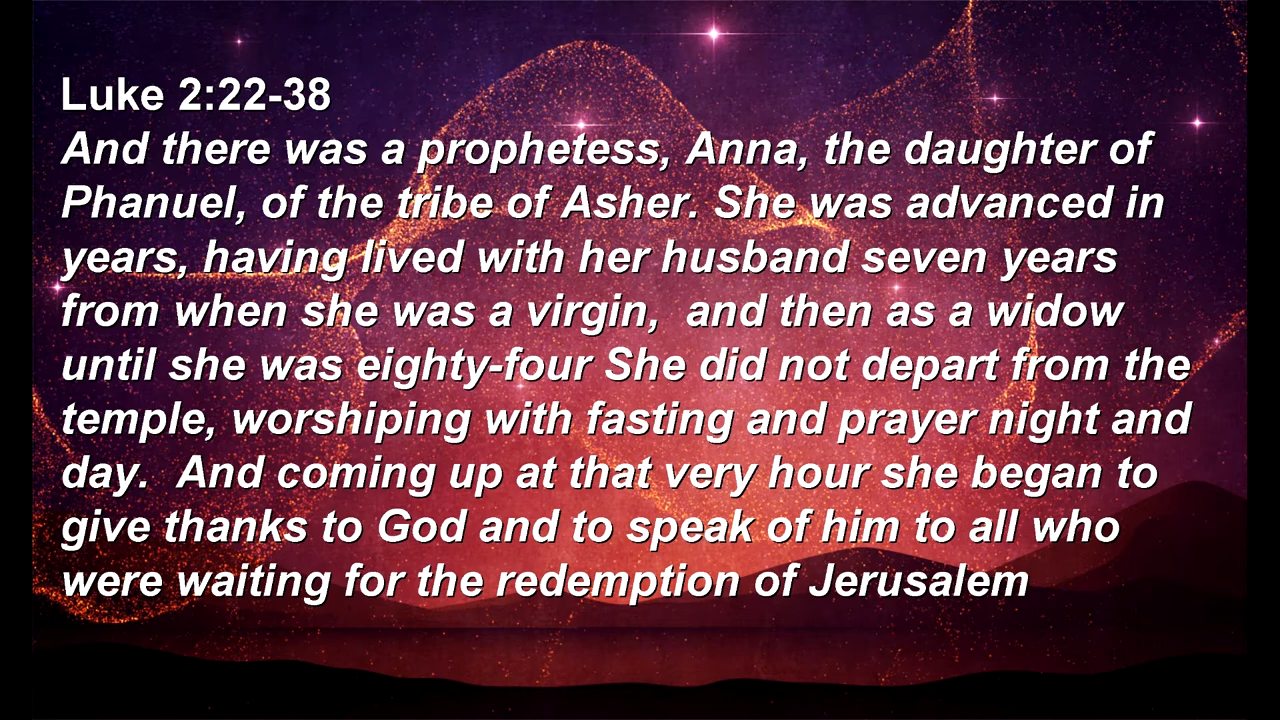 Luke 2:22-38
And there was a prophetess, Anna, the daughter of
Phanuel, of the tribe of Asher. She was advanced in
years, having lived with her husband seven years
from when she was a virgin,  and then as a widow
until she was eighty-four She did not depart from the
temple, worshiping with fasting and prayer night and
day.  And coming up at that very hour she began to
give thanks to God and to speak of him to all who
were waiting for the redemption of Jerusalem